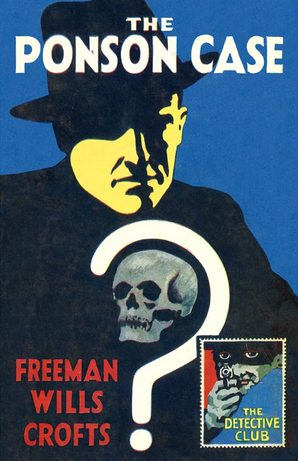 THE
PONSON CASE
?
FREEMAN
WILLS
CROFTS
THE
DETECTIVE
CLUB